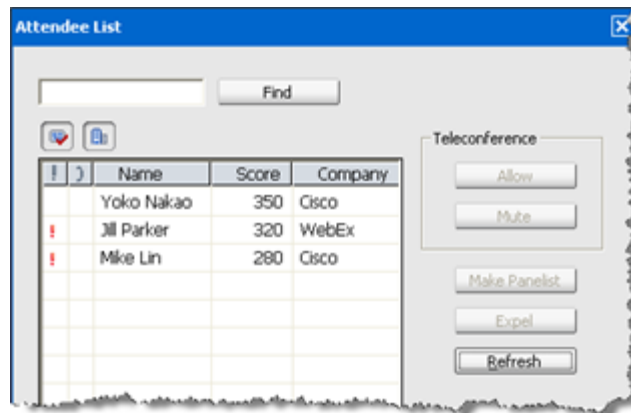 Attendee List
Find
Teleconference
Allow
Mute
! ) Name Score Company
Yoko Nakao 350 Cisco
! Jill Parker 320 WebEx
! Mike Lin 280 Cisco
Make Panelist
Expel
Refresh